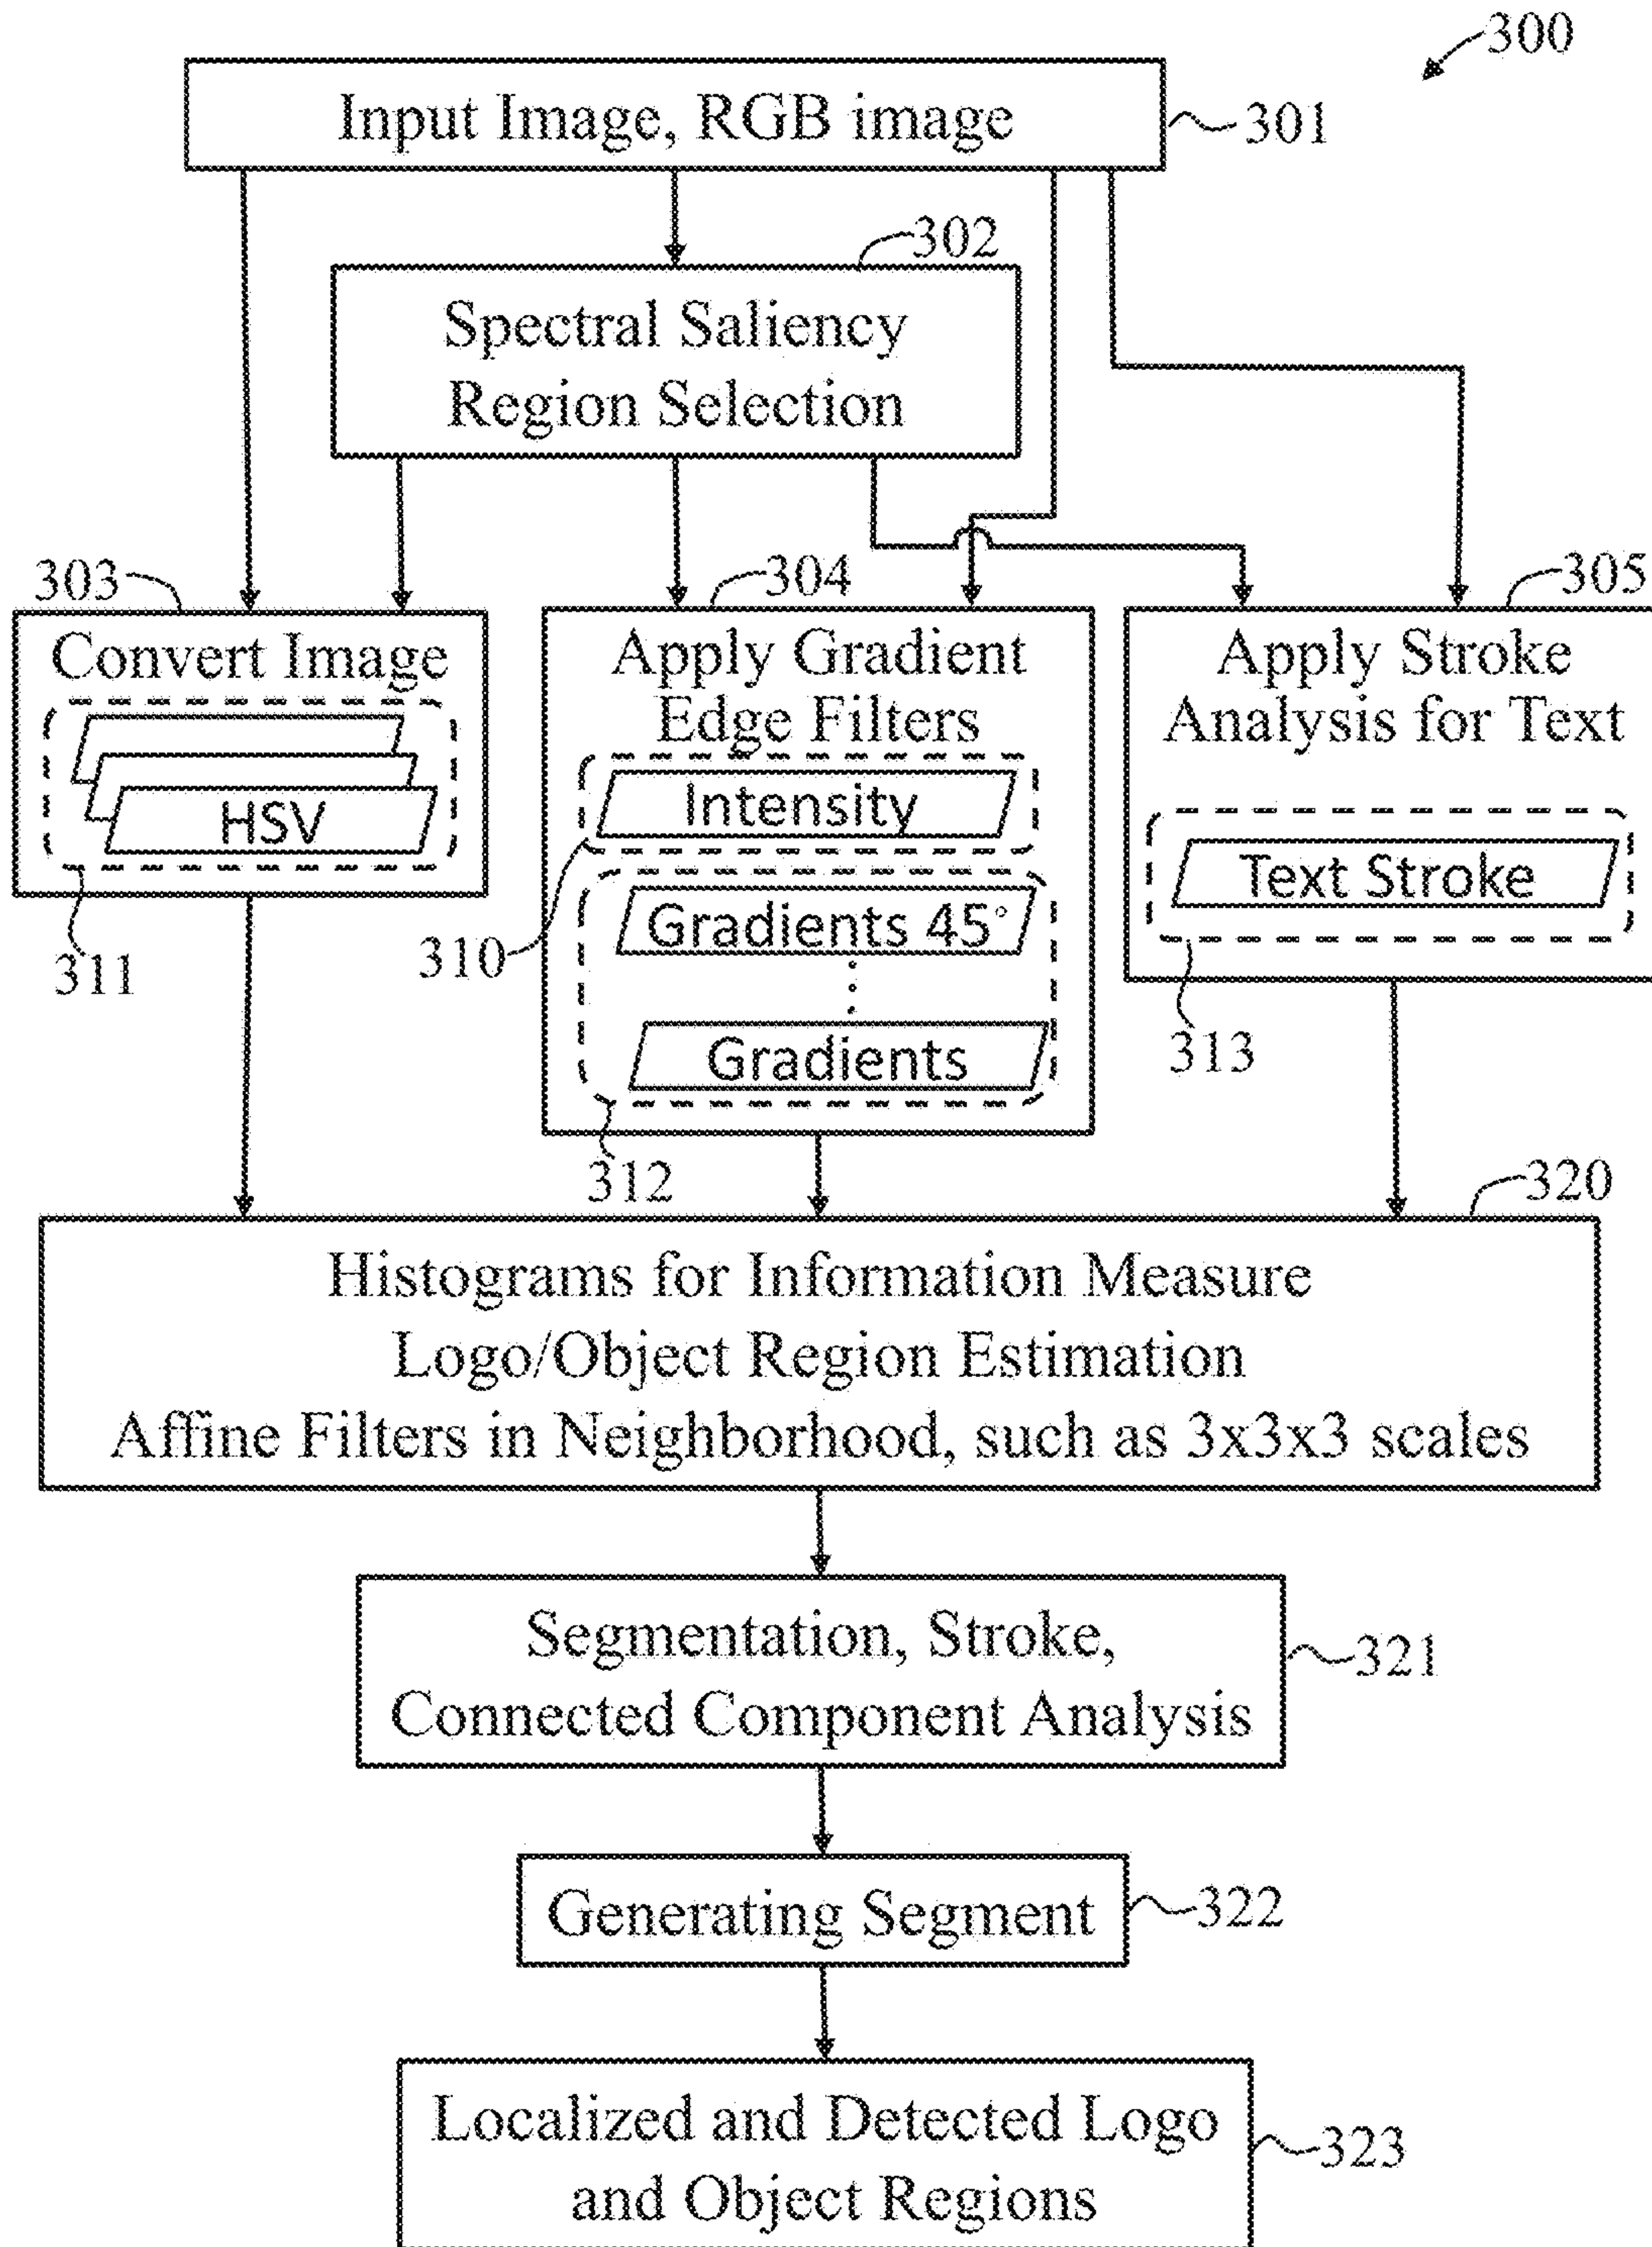 300
Input Image, RGB image
301
302
Spectral Saliency
Region Selection
303
304
305
Convert Image
HSV
311
Apply Gradient
Edge Filters
Intensity
310
Gradients 45°
Gradients
312
Apply Stroke
Analysis for Text
Text Stroke
313
320
Histograms for Information Measure
Logo/Object Region Estimation
Affine Filters in Neighborhood, such as 3x3x3 scales
Segmentation, Stroke,
Connected Component Analysis
321
Generating Segment
322
Localized and Detected Logo
and Object Regions
323